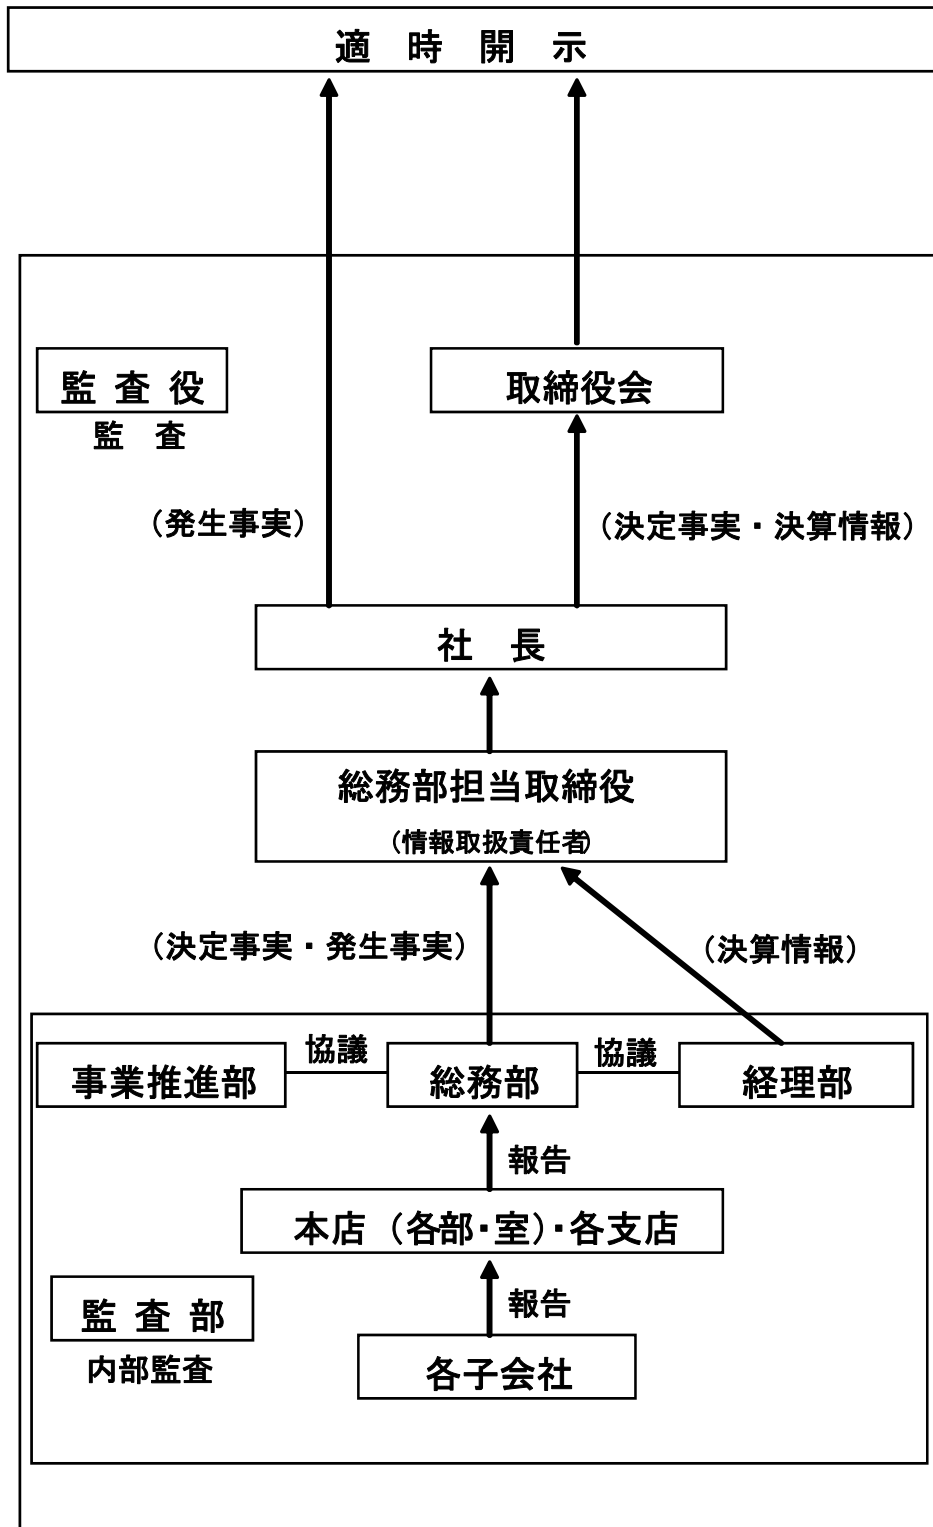 適　時　開　示
監 査 役
取締役会
監　査
（発生事実）
（決定事実・決算情報）
社　長
総務部担当取締役
（情報取扱責任者）
（決定事実・発生事実）
（決算情報）
協議
協議
事業推進部
総務部
経理部
報告
本店（各部・室）・各支店
監 査 部
報告
内部監査
各子会社